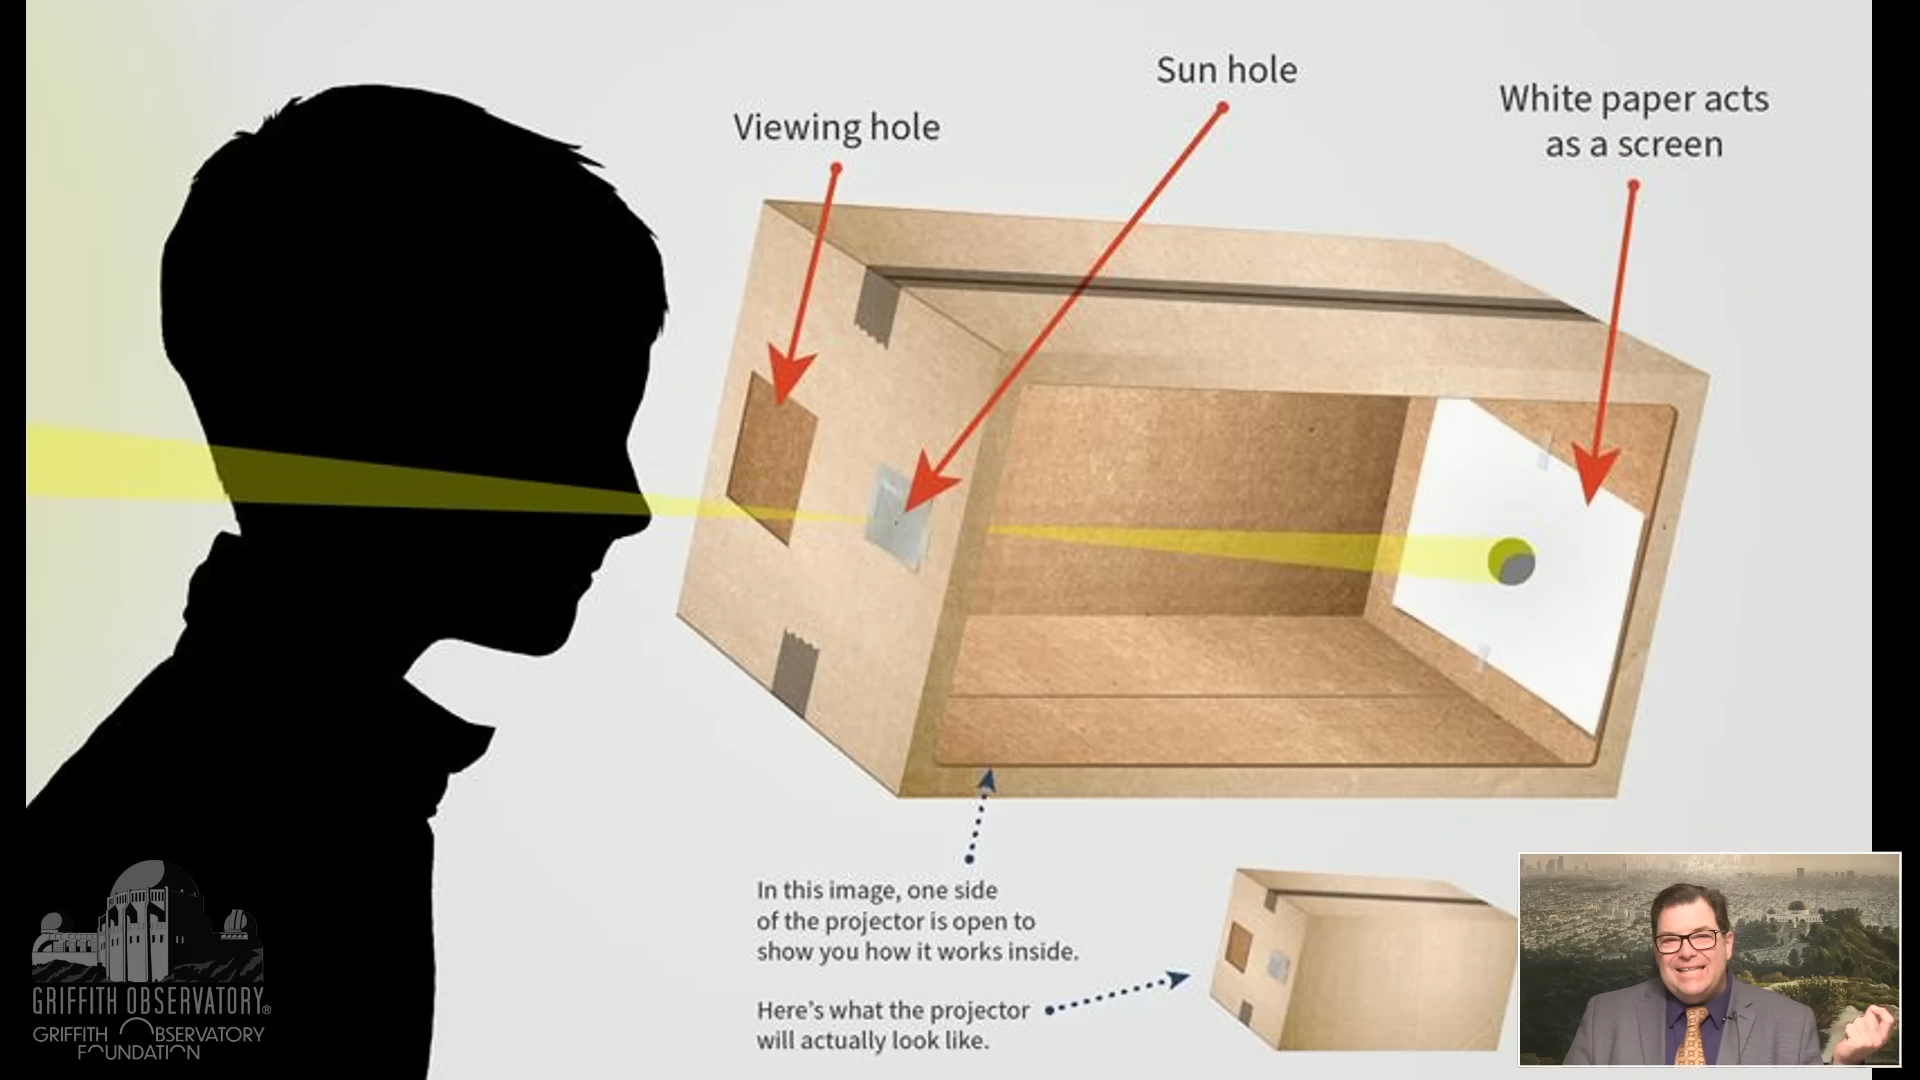 Sun hole
Viewing hole
White paper acts
as a screen
In this image, one side
of the projector is open to
show you how it works inside.
Here's what the projector
will actually look like.
GRIFFITH OBSERVATORY®
GRIFFITH OBSERVATORY
FOUNDATION